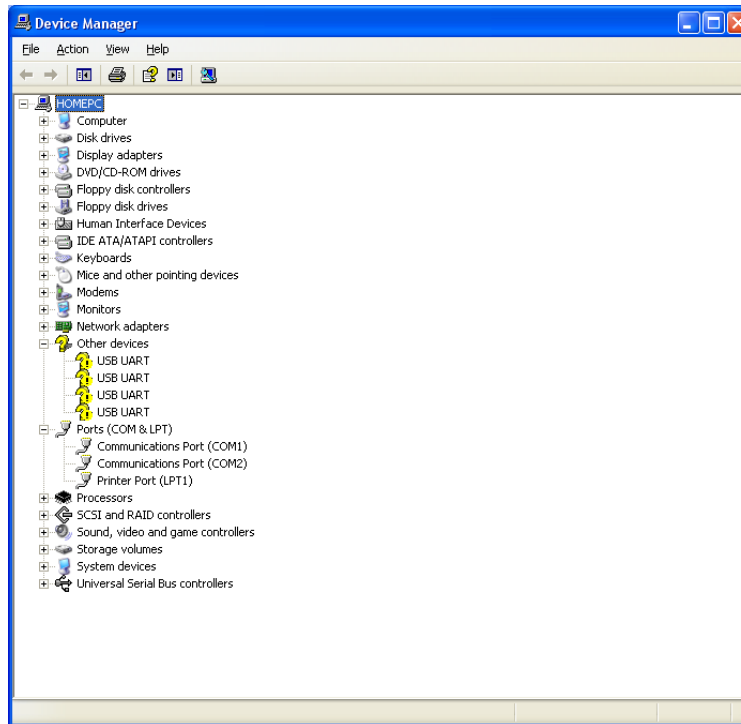 Device Manager
File Action View Help
HOMEPC
Computer
Disk drives
Display adapters
DVD/CD-ROM drives
Floppy disk controllers
Floppy disk drives
Human Interface Devices
IDE ATA/ATAPI controllers
Keyboards
Mice and other pointing devices
Modems
Monitors
Network adapters
Other devices
USB UART
USB UART
USB UART
USB UART
Ports (COM & LPT)
Communications Port (COM1)
Communications Port (COM2)
Printer Port (LPT1)
Processors
SCSI and RAID controllers
Sound, video and game controllers
Storage volumes
System devices
Universal Serial Bus controllers